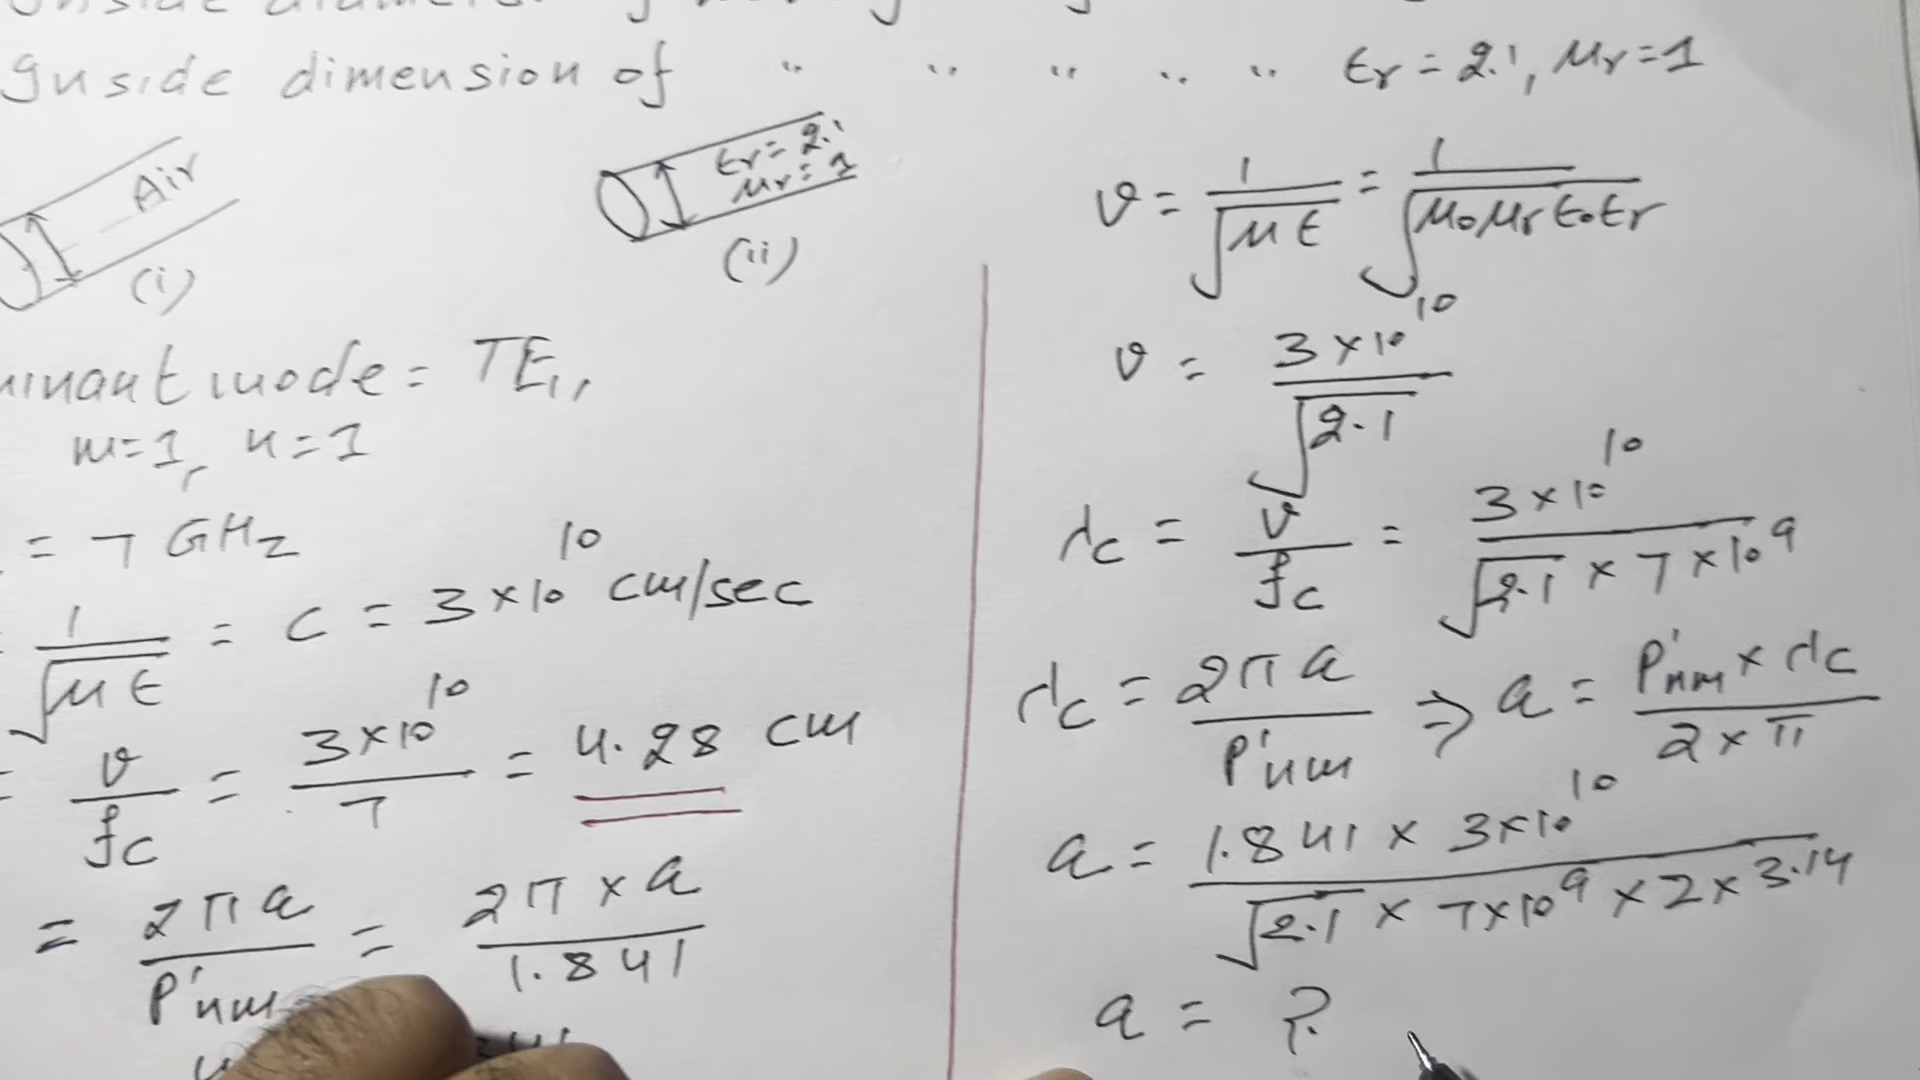 Inside dimension of " " " " " εr = 2.1, μr = 1
Air
(i)
εr = 2.1
μr = 1
(ii)
minant mode = TE11
m=1, n=1
= 7 GHz
1/√με = c = 3×10^10 cm/sec
= v/fc = 3×10^10/7 = 4.28 cm
= 2πa/P'nm = 2π×a/1.841
v = 1/√με = 1/√μ0μrε0εr
v = 3×10^10/√2.1
λc = v/fc = 3×10^10/√2.1 × 7×10^9
λc = 2πa/P'nm ⇒ a = P'nm × λc/2×π
a = 1.841 × 3×10^10/√2.1 × 7×10^9 × 2 × 3.14
a = ?